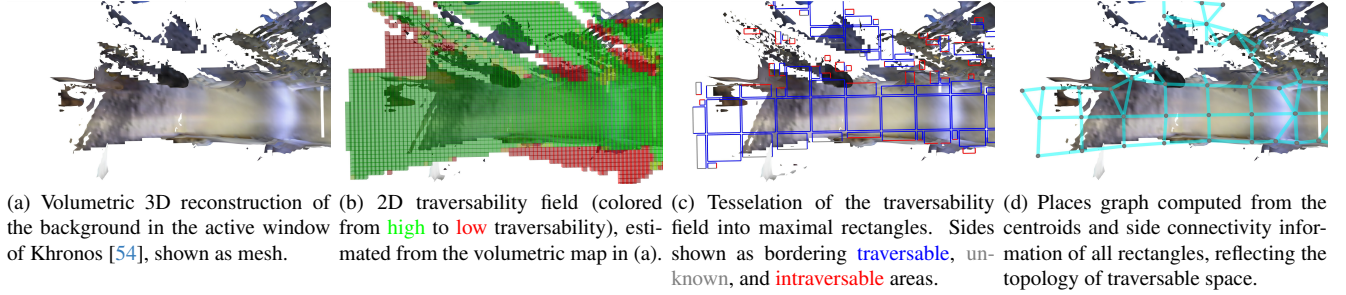 (a) Volumetric 3D reconstruction of
the background in the active window
of Khronos [54], shown as mesh.
(b) 2D traversability field (colored
from high to low traversability), esti-
mated from the volumetric map in (a).
(c) Tesselation of the traversability
field into maximal rectangles. Sides
shown as bordering traversable, un-
known, and intraversable areas.
(d) Places graph computed from the
centroids and side connectivity infor-
mation of all rectangles, reflecting the
topology of traversable space.